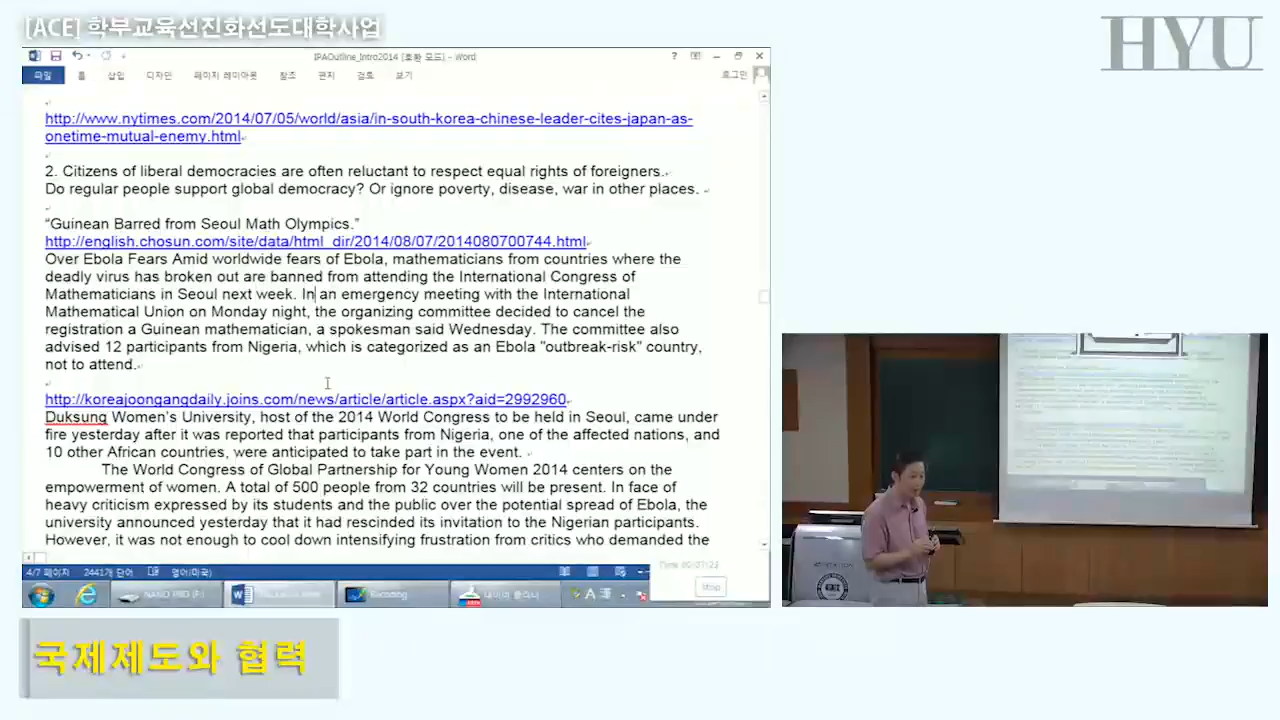 [ACE] 학부교육선진화선도대학사업
HYU
IPAOutline_Intro2014 [호환 모드] - Word
파일 홈 삽입 디자인 페이지 레이아웃 참조 편지 검토 보기 로그인
http://www.nytimes.com/2014/07/05/world/asia/in-south-korea-chinese-leader-cites-japan-as-
onetime-mutual-enemy.html
2. Citizens of liberal democracies are often reluctant to respect equal rights of foreigners.
Do regular people support global democracy? Or ignore poverty, disease, war in other places.
“Guinean Barred from Seoul Math Olympics.”
http://english.chosun.com/site/data/html_dir/2014/08/07/2014080700744.html
Over Ebola Fears Amid worldwide fears of Ebola, mathematicians from countries where the
deadly virus has broken out are banned from attending the International Congress of
Mathematicians in Seoul next week. In an emergency meeting with the International
Mathematical Union on Monday night, the organizing committee decided to cancel the
registration a Guinean mathematician, a spokesman said Wednesday. The committee also
advised 12 participants from Nigeria, which is categorized as an Ebola "outbreak-risk" country,
not to attend.
http://koreajoongangdaily.joins.com/news/article/article.aspx?aid=2992960
Duksung Women’s University, host of the 2014 World Congress to be held in Seoul, came under
fire yesterday after it was reported that participants from Nigeria, one of the affected nations, and
10 other African countries, were anticipated to take part in the event.
The World Congress of Global Partnership for Young Women 2014 centers on the
empowerment of women. A total of 500 people from 32 countries will be present. In face of
heavy criticism expressed by its students and the public over the potential spread of Ebola, the
university announced yesterday that it had rescinded its invitation to the Nigerian participants.
However, it was not enough to cool down intensifying frustration from critics who demanded the
4/7 페이지 2441개 단어 영어(미국)
Stop
국제제도와 협력